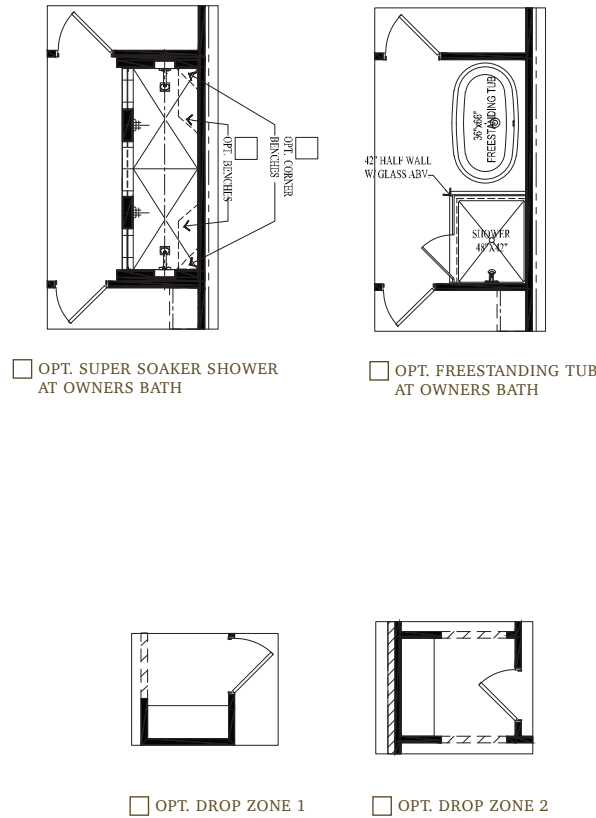 OPT. BENCHES
OPT. CORNER
BENCHES
36"x66"
FREESTANDING TUB
42" HALF WALL
W/ GLASS ABV.
SHOWER
48"X42"
OPT. SUPER SOAKER SHOWER
AT OWNERS BATH
OPT. FREESTANDING TUB
AT OWNERS BATH
OPT. DROP ZONE 1
OPT. DROP ZONE 2